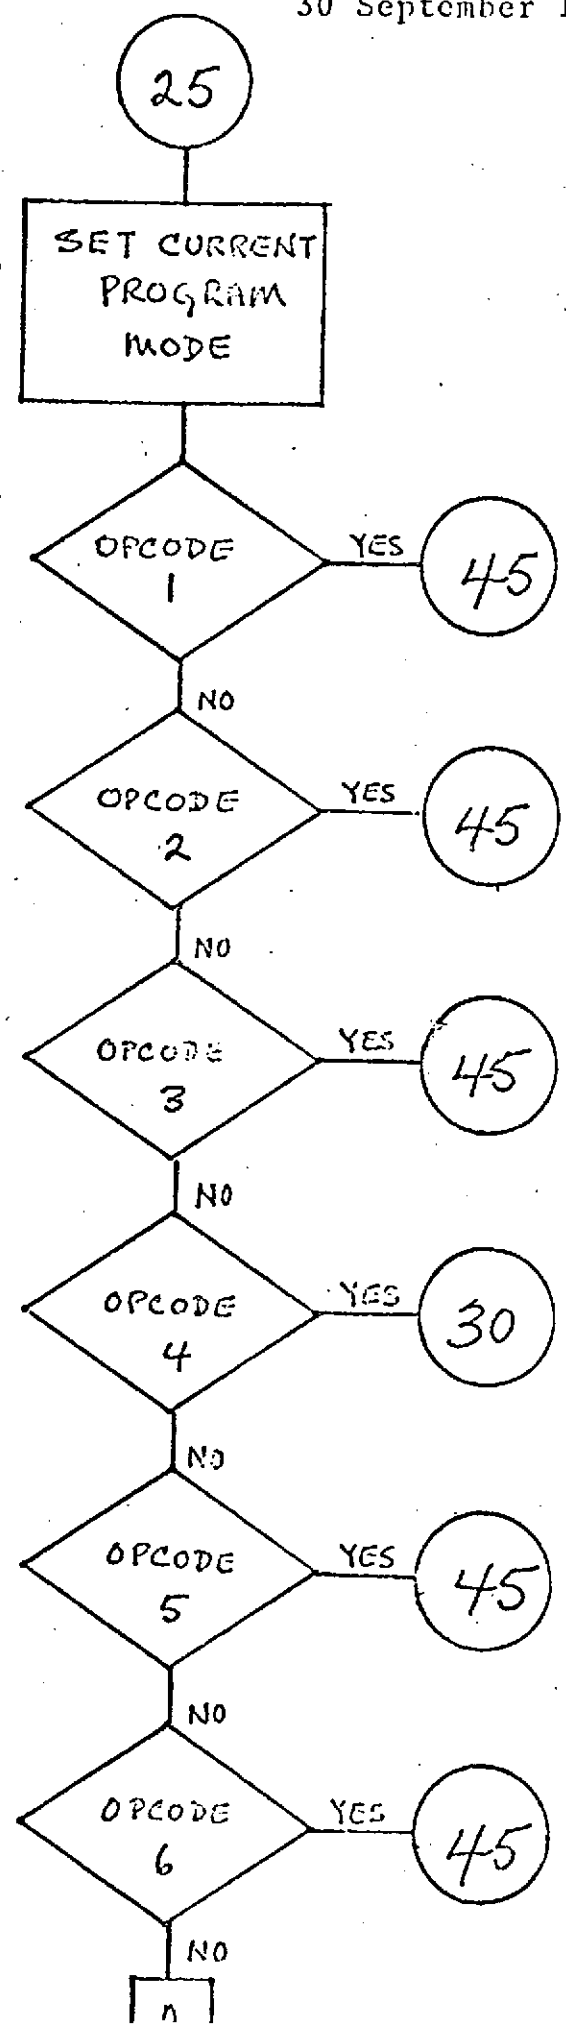 30 September
25
SET CURRENT
PROGRAM
MODE
OPCODE
1
YES
45
NO
OPCODE
2
YES
45
NO
OPCODE
3
YES
45
NO
OPCODE
4
YES
30
NO
OPCODE
5
YES
45
NO
OPCODE
6
YES
45
NO
n